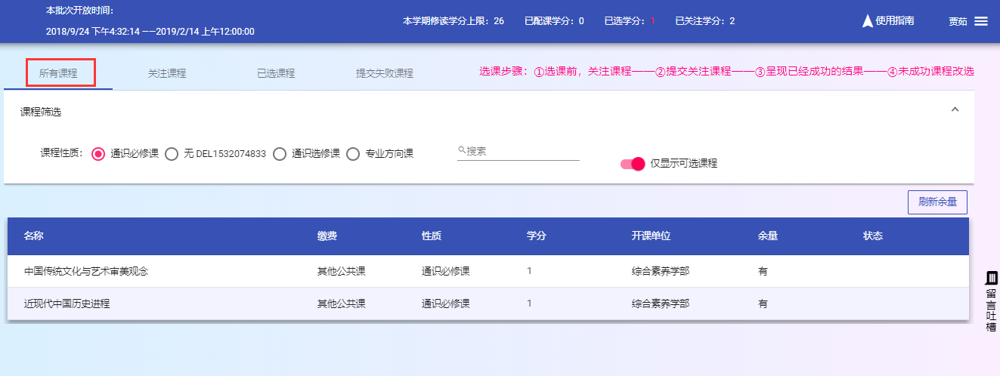 本批次开放时间：
2018/9/24 下午4:32:14 ——2019/2/14 上午12:00:00
本学期修读学分上限：26 已配课学分：0 已选学分：1 已关注学分：2
使用指南
贾茹
所有课程 关注课程 已选课程 提交失败课程
选课步骤：①选课前，关注课程——②提交关注课程——③呈现已经成功的结果——④未成功课程改选
课程筛选
课程性质： 通识必修课 无 DEL1532074833 通识选修课 专业方向课
搜索
仅显示可选课程
刷新余量
名称 缴费 性质 学分 开课单位 余量 状态
中国传统文化与艺术审美观念 其他公共课 通识必修课 1 综合素养学部 有
近现代中国历史进程 其他公共课 通识必修课 1 综合素养学部 有
留言吐槽